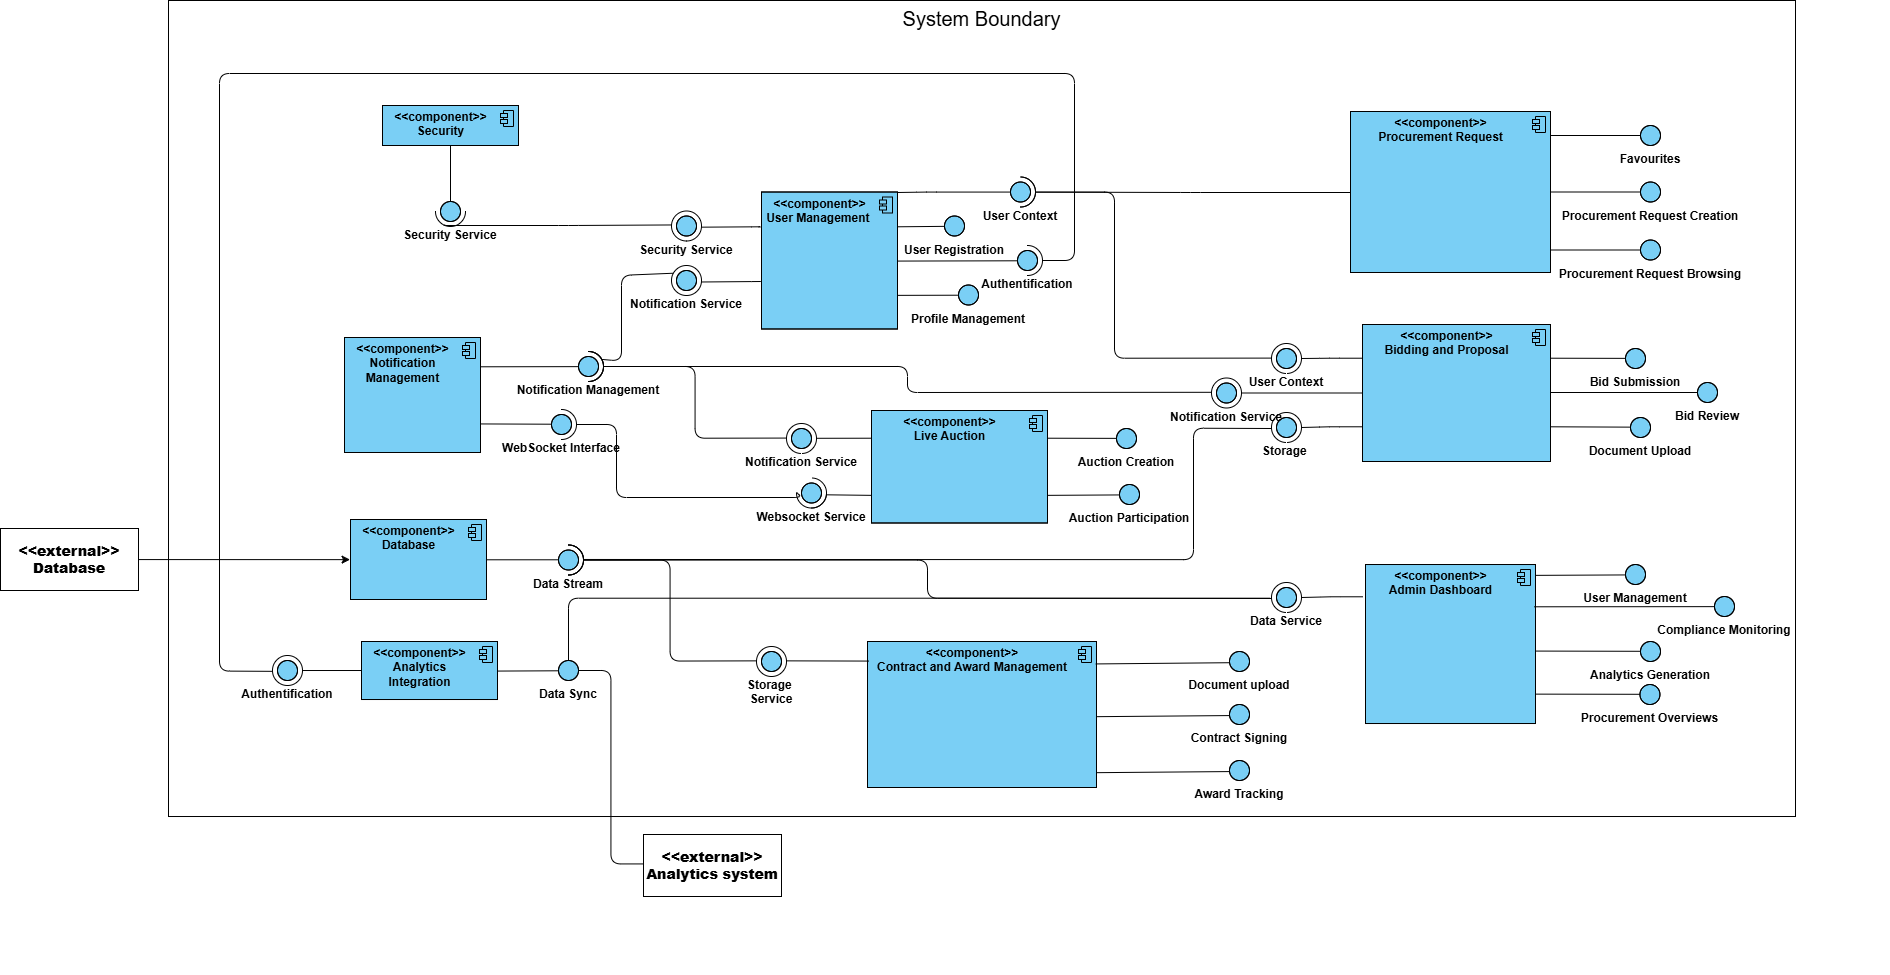 System Boundary
<<component>>
Security
Security Service
Security Service
Notification Service
<<component>>
User Management
User Context
User Registration
Authentification
Profile Management
<<component>>
Procurement Request
Favourites
Procurement Request Creation
Procurement Request Browsing
<<component>>
Notification
Management
Notification Management
WebSocket Interface
<<component>>
Bidding and Proposal
User Context
Notification Service
Storage
Bid Submission
Bid Review
Document Upload
<<component>>
Live Auction
Notification Service
Websocket Service
Auction Creation
Auction Participation
<<external>>
Database
<<component>>
Database
Data Stream
<<component>>
Admin Dashboard
Data Service
User Management
Compliance Monitoring
Analytics Generation
Procurement Overviews
Authentification
<<component>>
Analytics
Integration
Data Sync
Storage
Service
<<component>>
Contract and Award Management
Document upload
Contract Signing
Award Tracking
<<external>>
Analytics system